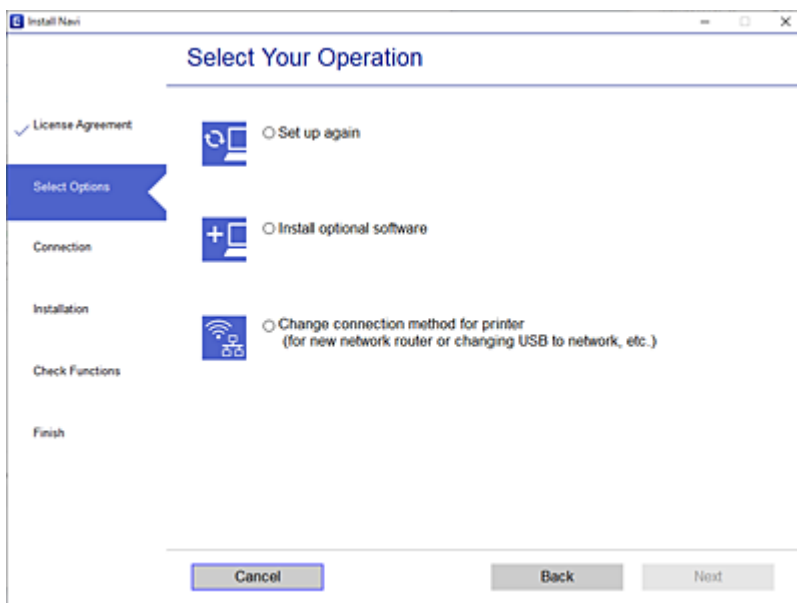 Install Navi
Select Your Operation
License Agreement
Select Options
Connection
Installation
Check Functions
Finish
Set up again
Install optional software
Change connection method for printer
(for new network router or changing USB to network, etc.)
Cancel
Back
Next